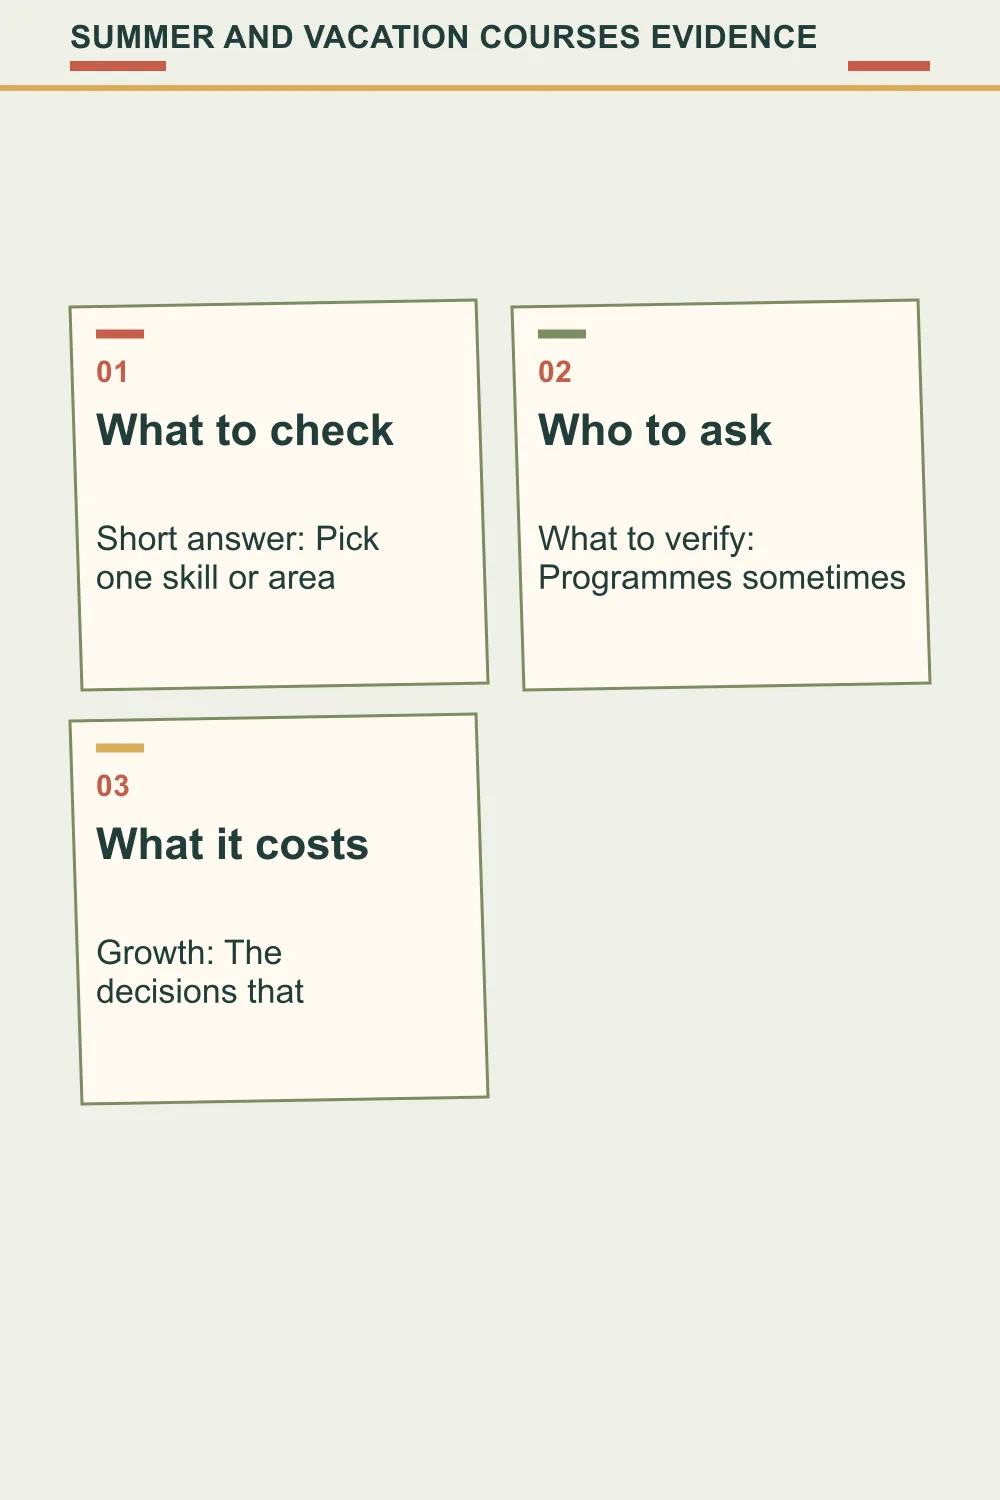 SUMMER AND VACATION COURSES EVIDENCE
01
What to check
Short answer: Pick
one skill or area
02
Who to ask
What to verify:
Programmes sometimes
03
What it costs
Growth: The
decisions that